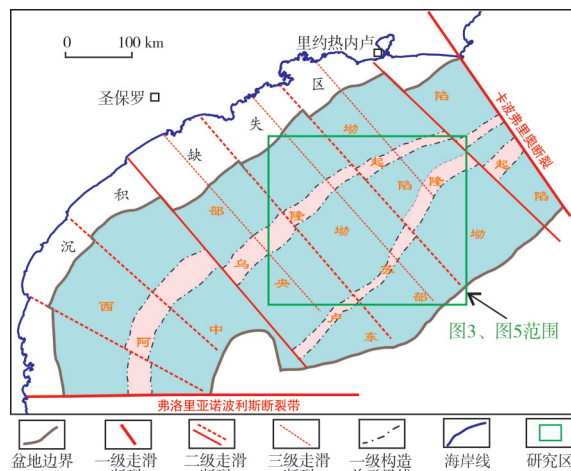 0 100 km
里约热内卢
圣保罗
卡波弗里奥断裂
沉积缺失区
西部坳陷
阿乌隆起
中央坳陷
卢苏隆起
东部坳陷
图3、图5范围
弗洛里亚诺波利斯断裂带
盆地边界
一级走滑
二级走滑
三级走滑
一级构造
海岸线
研究区